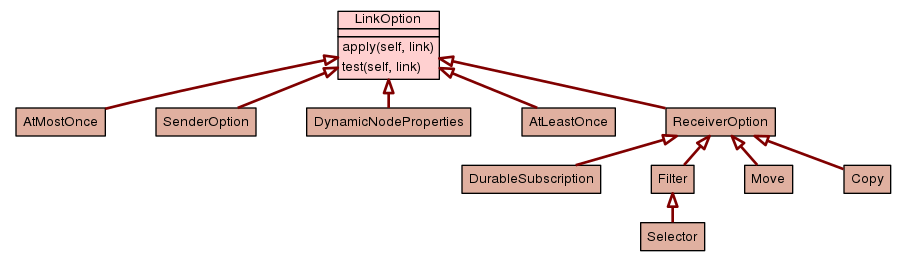 LinkOption
apply(self, link)
test(self, link)
AtMostOnce
SenderOption
DynamicNodeProperties
AtLeastOnce
ReceiverOption
DurableSubscription
Filter
Move
Copy
Selector